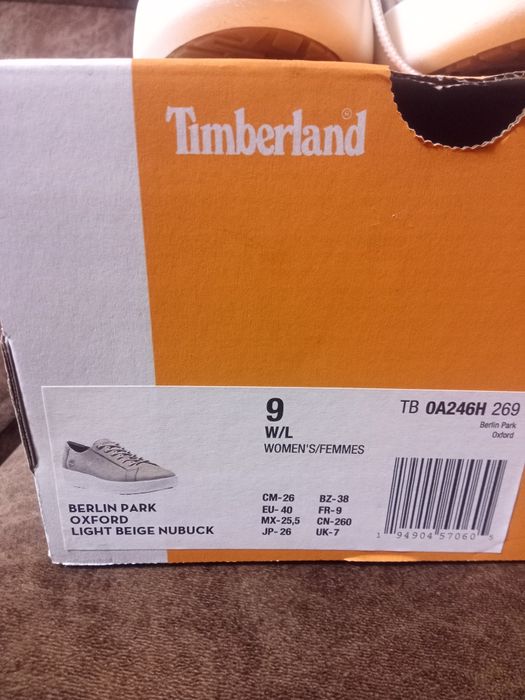 Timberland®
9
W/L
WOMEN'S/FEMMES
TB 0A246H 269
Berlin Park
Oxford
BERLIN PARK
OXFORD
LIGHT BEIGE NUBUCK
CM-26 BZ-38
EU- 40 FR-9
MX-25,5 CN-260
JP- 26 UK-7
1 94904 57060 5